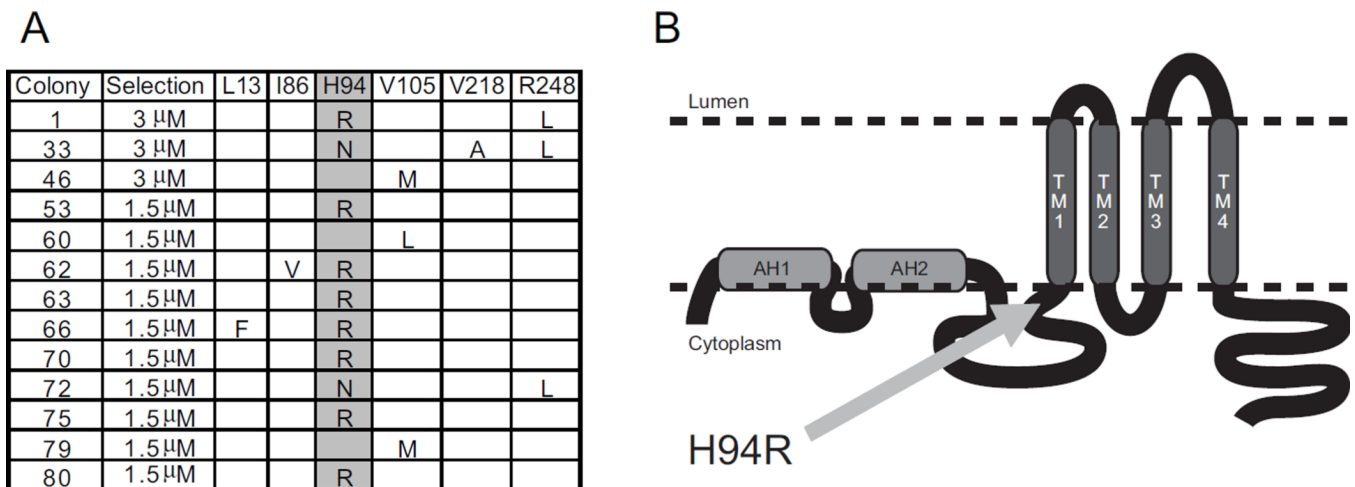 A
Colony Selection L13 I86 H94 V105 V218 R248
1 3 µM R L
33 3 µM N A L
46 3 µM M
53 1.5µM R
60 1.5µM L
62 1.5µM V R
63 1.5µM R
66 1.5µM F R
70 1.5µM R
72 1.5µM N L
75 1.5µM R
79 1.5µM M
80 1.5µM R
B
Lumen
TM1
TM2
TM3
TM4
AH1
AH2
Cytoplasm
H94R